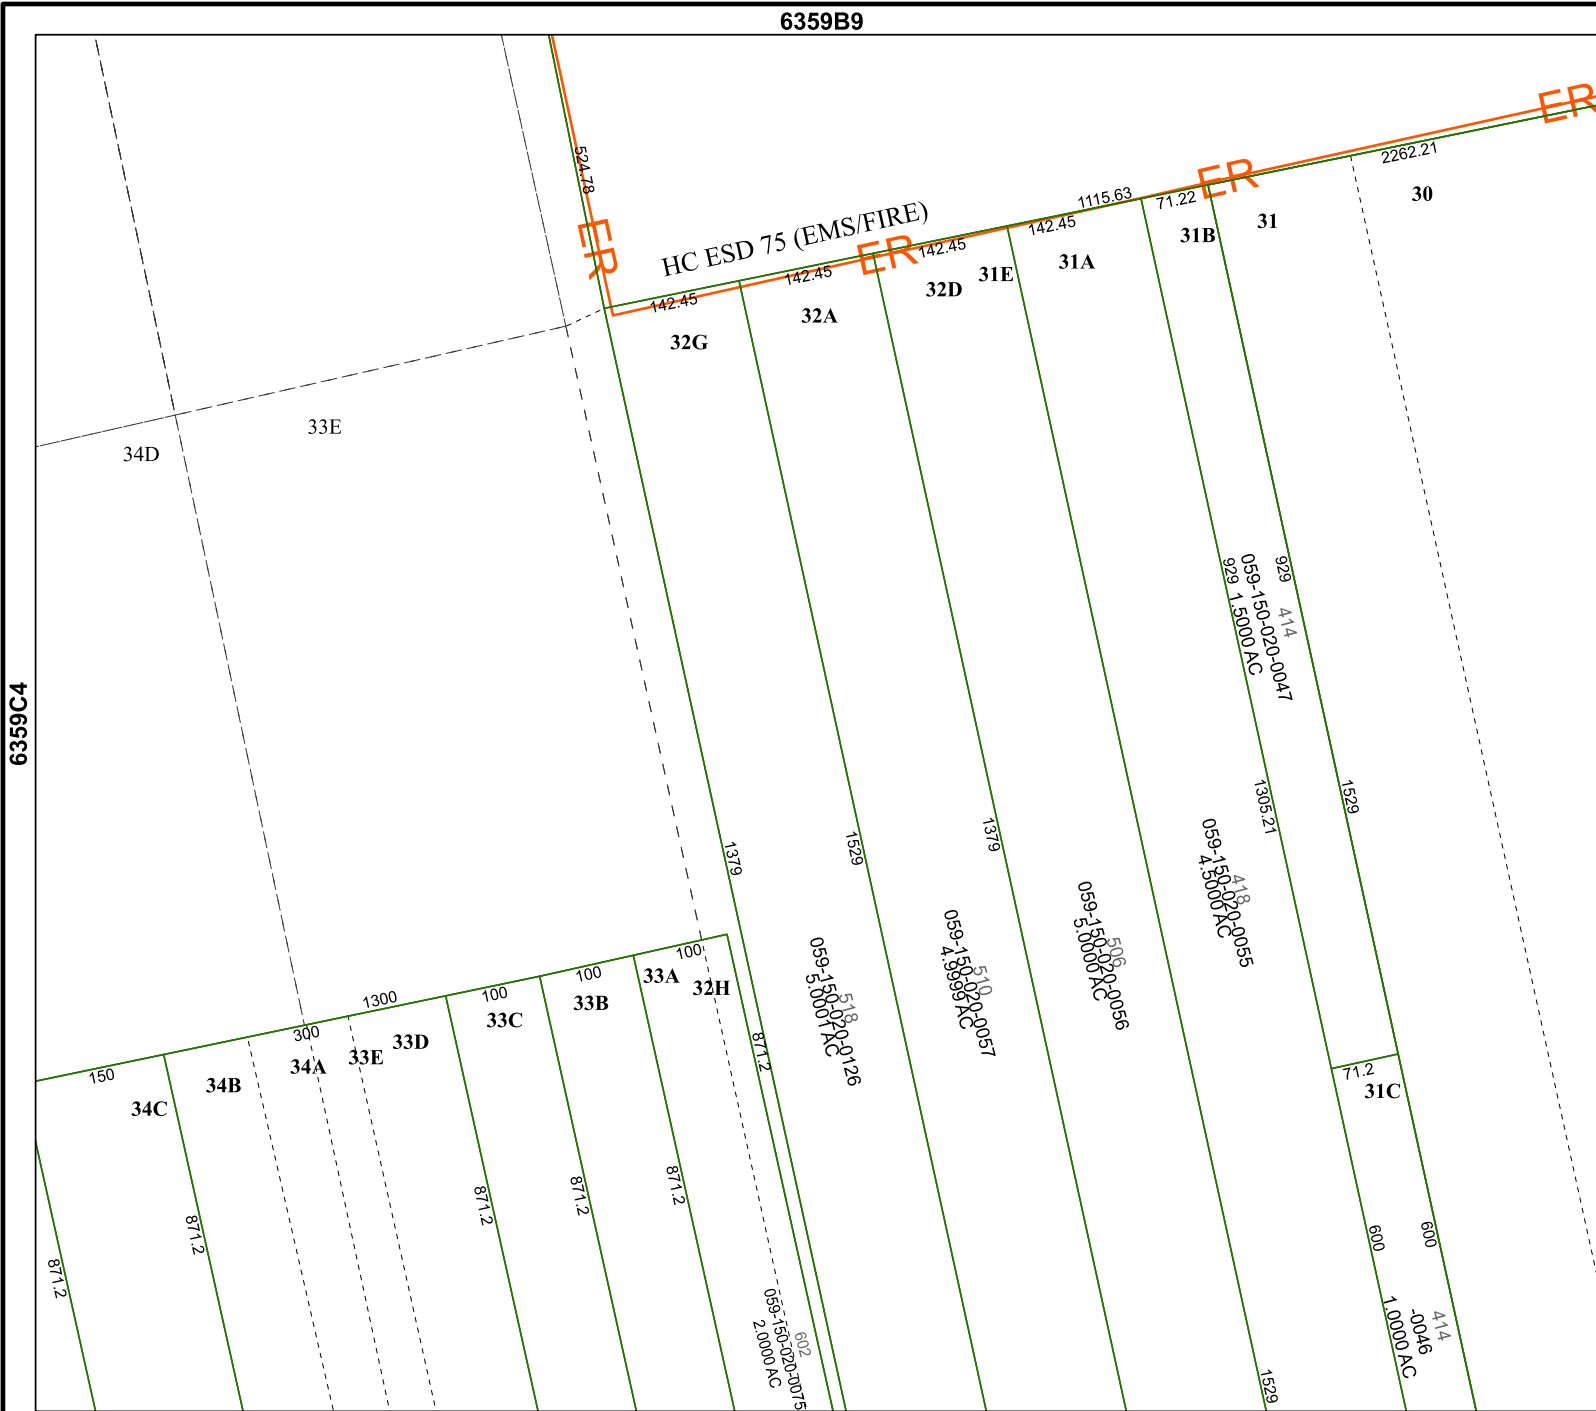 6359B9
6359C4
524.78
ER
HC ESD 75 (EMS/FIRE)
ER
ER
ER
142.45
142.45
142.45
142.45
1115.63
71.22
2262.21
32G
32A
32D
31E
31A
31B
31
30
34D
33E
929
929
414
059-150-020-0047
1.5000 AC
1305.21
1529
1379
1529
1379
418
059-150-020-0055
4.5000 AC
506
059-150-020-0056
5.0000 AC
510
059-150-020-0057
4.9999 AC
518
059-150-020-0126
5.0001 AC
100
100
100
1300
300
150
33A
32H
33B
33C
33D
33E
34A
34B
34C
871.2
871.2
871.2
871.2
871.2
871.2
71.2
31C
600
600
414
-0046
1.0000 AC
602
059-150-020-0075
2.0000 AC
1529